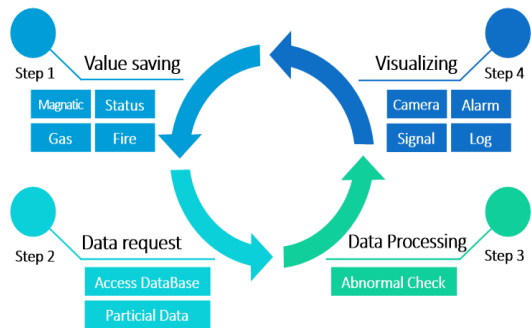 Step 1
Value saving
Magnatic
Status
Gas
Fire
Visualizing
Step 4
Camera
Alarm
Signal
Log
Step 2
Data request
Access DataBase
Particial Data
Data Processing
Step 3
Abnormal Check